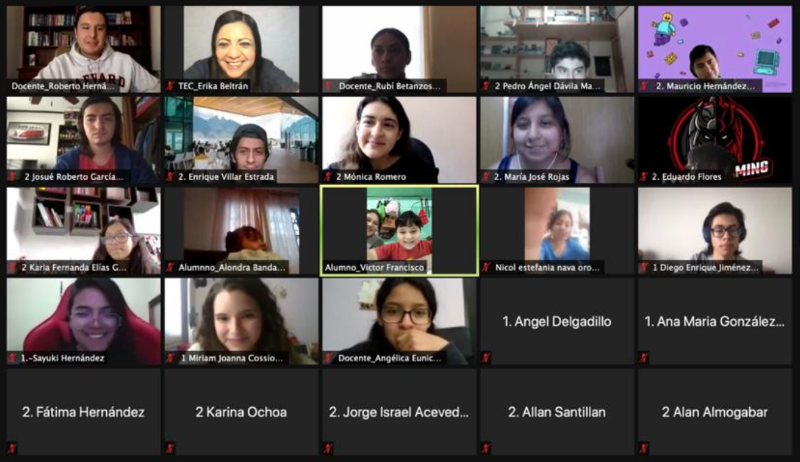 Docente_Roberto Herná...
TEC_Erika Beltrán
Docente_Rubí Betanzos...
2 Pedro Ángel Dávila Ma...
2. Mauricio Hernández...
2 Josué Roberto García...
2. Enrique Villar Estrada
2 Mónica Romero
2. María José Rojas
2. Eduardo Flores
MING
2 Karla Fernanda Elías G...
Alumnno_Alondra Banda...
Alumno_Victor Francisco
Nicol estefania nava oro...
1 Diego Enrique Jiménez...
1.-Sayuki Hernández
1 Miriam Joanna Cossio...
Docente_Angélica Eunic...
1. Angel Delgadillo
1. Ana Maria González...
2. Fátima Hernández
2 Karina Ochoa
2. Jorge Israel Aceved...
2. Allan Santillan
2 Alan Almogabar